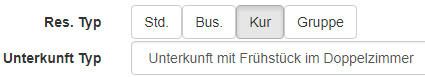 Res. Typ Std. Bus. Kur Gruppe
Unterkunft Typ Unterkunft mit Frühstück im Doppelzimmer